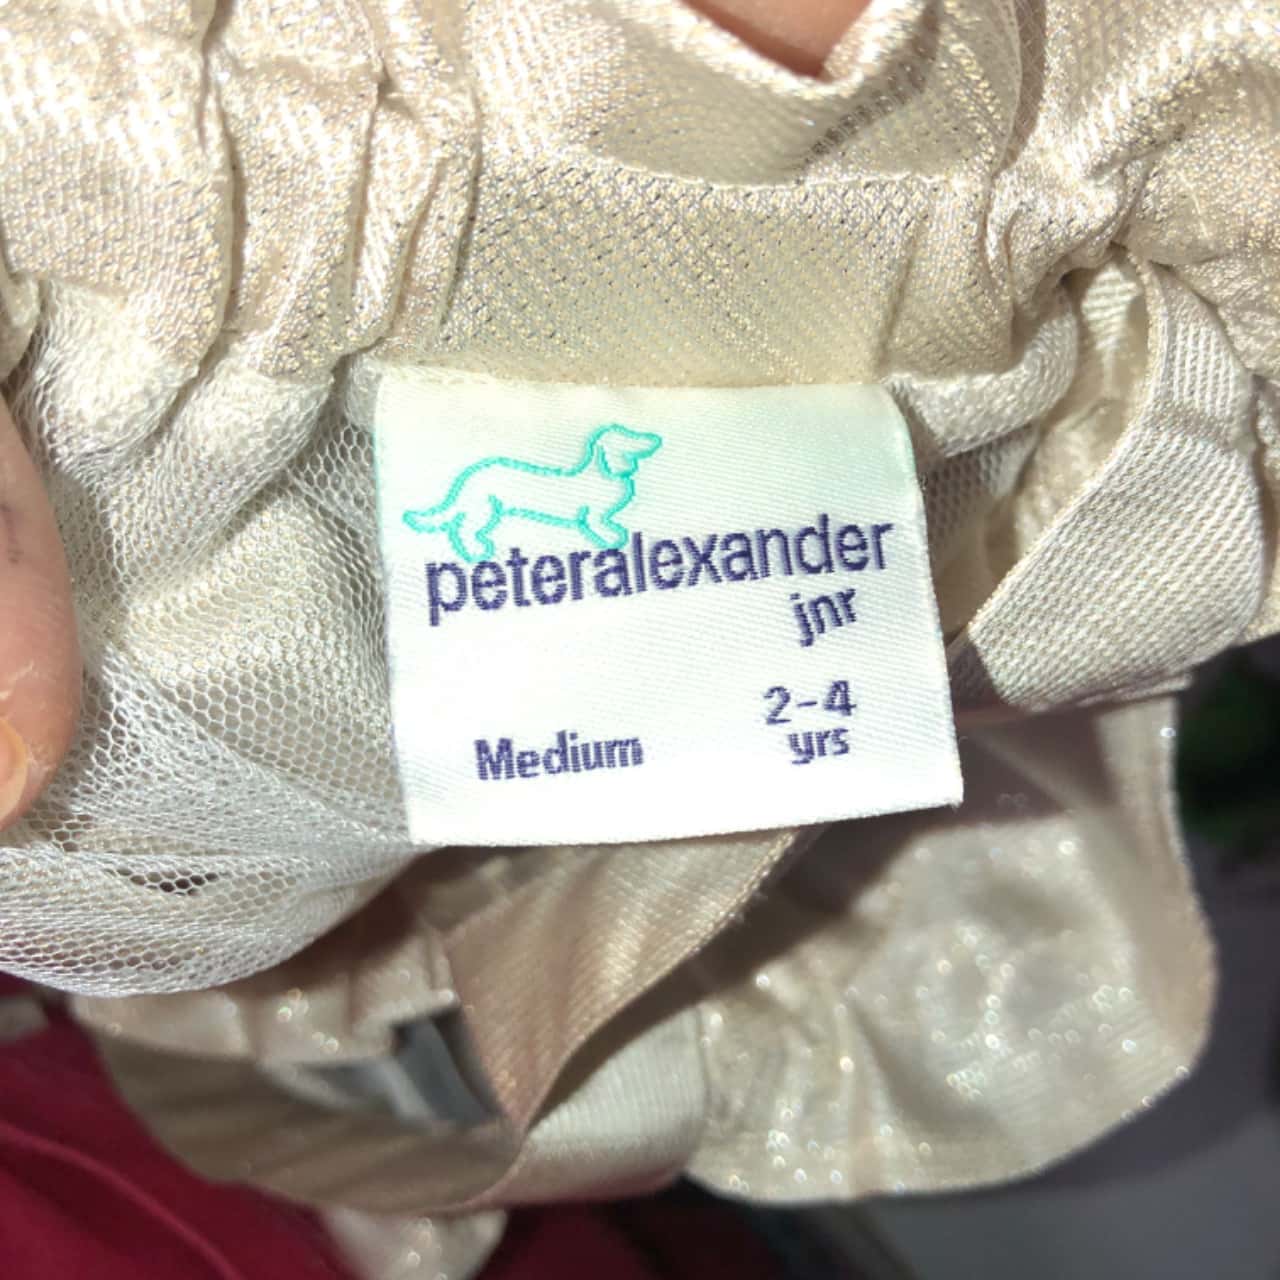 peteralexander
jnr
Medium 2-4
yrs